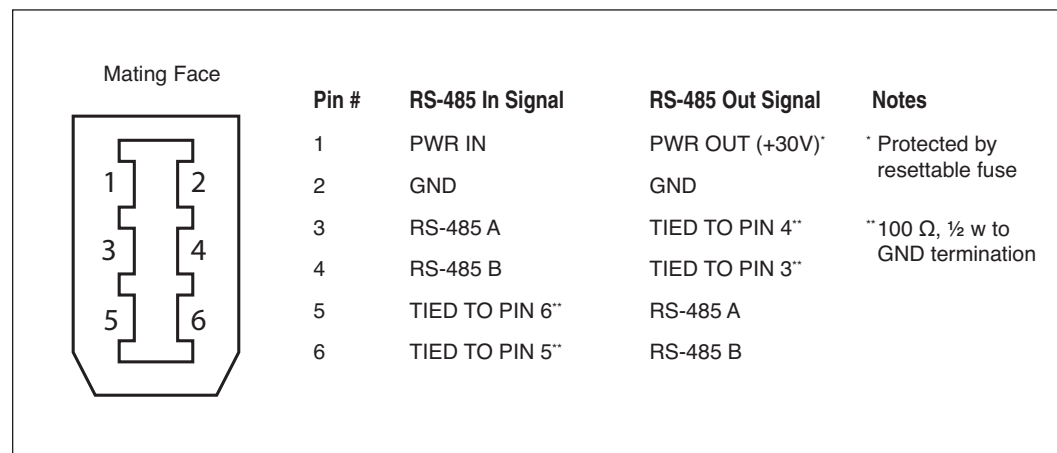 Mating Face
1 2
3 4
5 6
Pin # RS-485 In Signal RS-485 Out Signal Notes
1 PWR IN PWR OUT (+30V)* * Protected by
resettable fuse
2 GND GND
3 RS-485 A TIED TO PIN 4** ** 100 Ω, ½ w to
GND termination
4 RS-485 B TIED TO PIN 3**
5 TIED TO PIN 6** RS-485 A
6 TIED TO PIN 5** RS-485 B